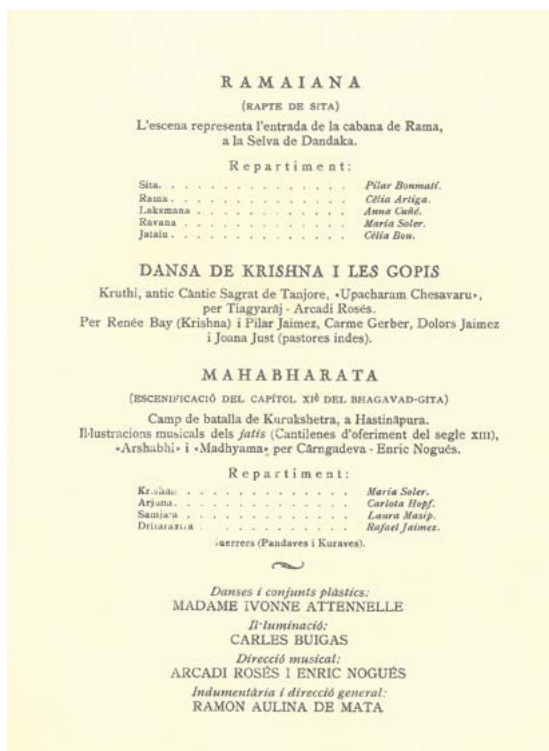 RAMAIANA
(RAPTE DE SITA)
L'escena representa l'entrada de la cabana de Rama,
a la Selva de Dandaka.
Repartiment:
Sita. . . . . . . . . . . . . . . Pilar Bonmatí.
Rama . . . . . . . . . . . . . . Cèlia Artiga.
Laksmana . . . . . . . . . . . . Anna Cuñé.
Ravana . . . . . . . . . . . . . Maria Soler.
Jataiu . . . . . . . . . . . . . . Cèlia Bou.
DANSA DE KRISHNA I LES GOPIS
Kruthi, antic Càntic Sagrat de Tanjore, «Upacharam Chesavaru»,
per Tiagyarāj - Arcadi Rosés.
Per Renée Bay (Krishna) i Pilar Jaimez, Carme Gerber, Dolors Jaimez
i Joana Just (pastores indes).
MAHABHARATA
(ESCENIFICACIÓ DEL CAPÍTOL XIè DEL BHAGAVAD-GITA)
Camp de batalla de Kurukshetra, a Hastināpura.
Il·lustracions musicals dels jatis (Cantilenes d'oferiment del segle XIII),
«Arshabhi» i «Madhyama» per Cārngadeva - Enric Nogués.
Repartiment:
Krishna . . . . . . . . . . . . . Maria Soler.
Arjuna. . . . . . . . . . . . . . Carlota Hopf.
. . . . . . . . . . . . . Laura Masip.
. . . . . . . . . . . Rafael Jaimez.
(Pandaves i Kuraves).
Danses i conjunts plàstics:
MADAME IVONNE ATTENNELLE
Il·luminació:
CARLES BUIGAS
Direcció musical:
ARCADI ROSÉS I ENRIC NOGUÉS
Indumentària i direcció general:
RAMON AULINA DE MATA